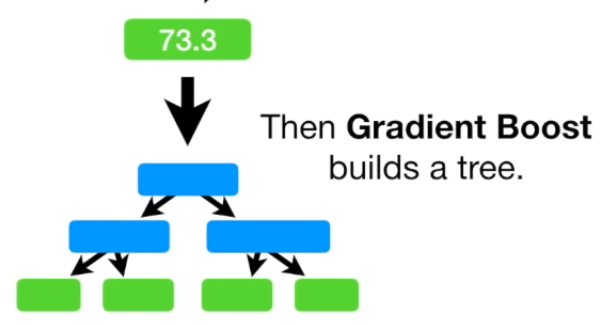 73.3
Then Gradient Boost
builds a tree.